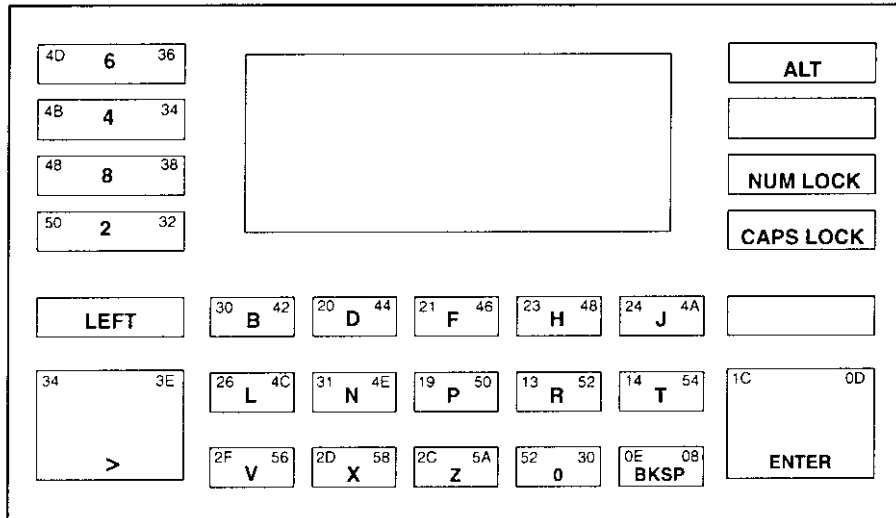 4D 6 36 ALT
4B 4 34
48 8 38 NUM LOCK
50 2 32 CAPS LOCK
LEFT 30 B 42 20 D 44 21 F 46 23 H 48 24 J 4A
34 3E 26 L 4C 31 N 4E 19 P 50 13 R 52 14 T 54 1C 0D
> 2F V 56 2D X 58 2C Z 5A 52 0 30 0E BKSP 08 ENTER